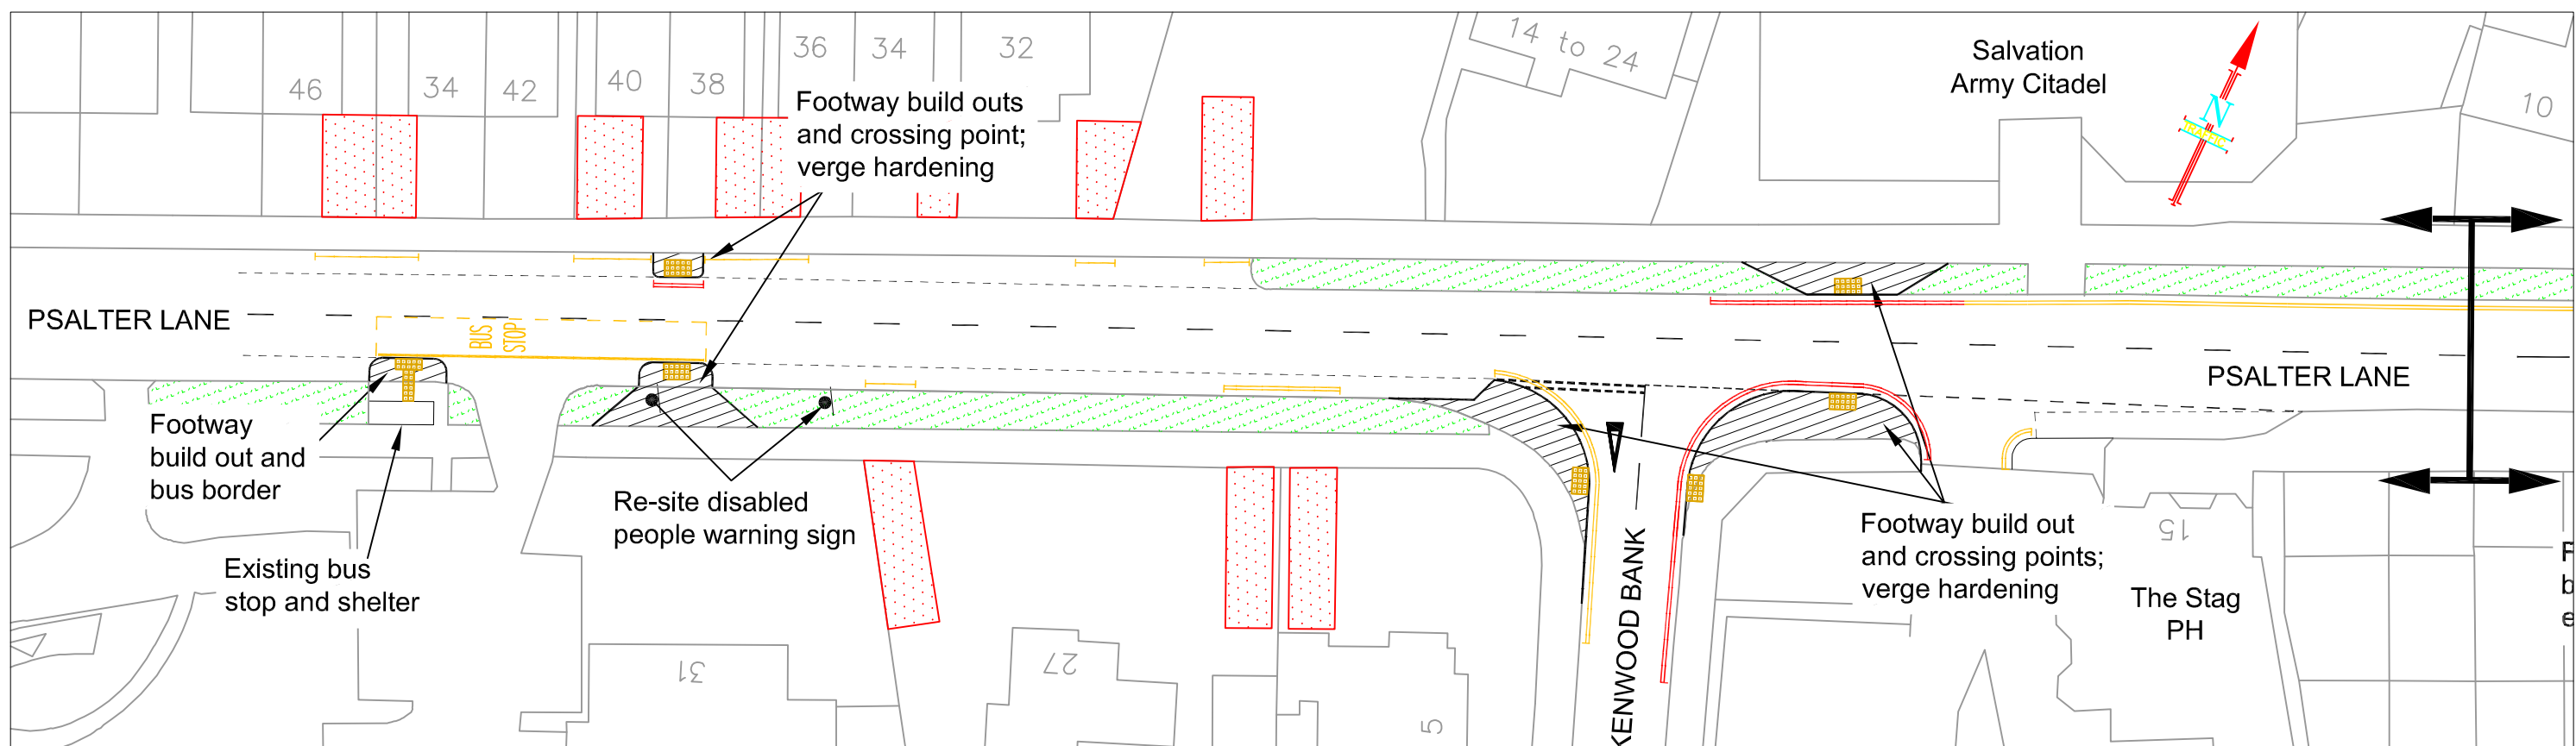 46
34
42
40
38
36
34
32
14 to 24
Salvation
Army Citadel
N
TRAFFIC
10
Footway build outs
and crossing point;
verge hardening
PSALTER LANE
BUS
STOP
PSALTER LANE
Footway
build out and
bus border
Re-site disabled
people warning sign
Existing bus
stop and shelter
KENWOOD BANK
Footway build out
and crossing points;
verge hardening
15
The Stag
PH
31
27
5
b
e